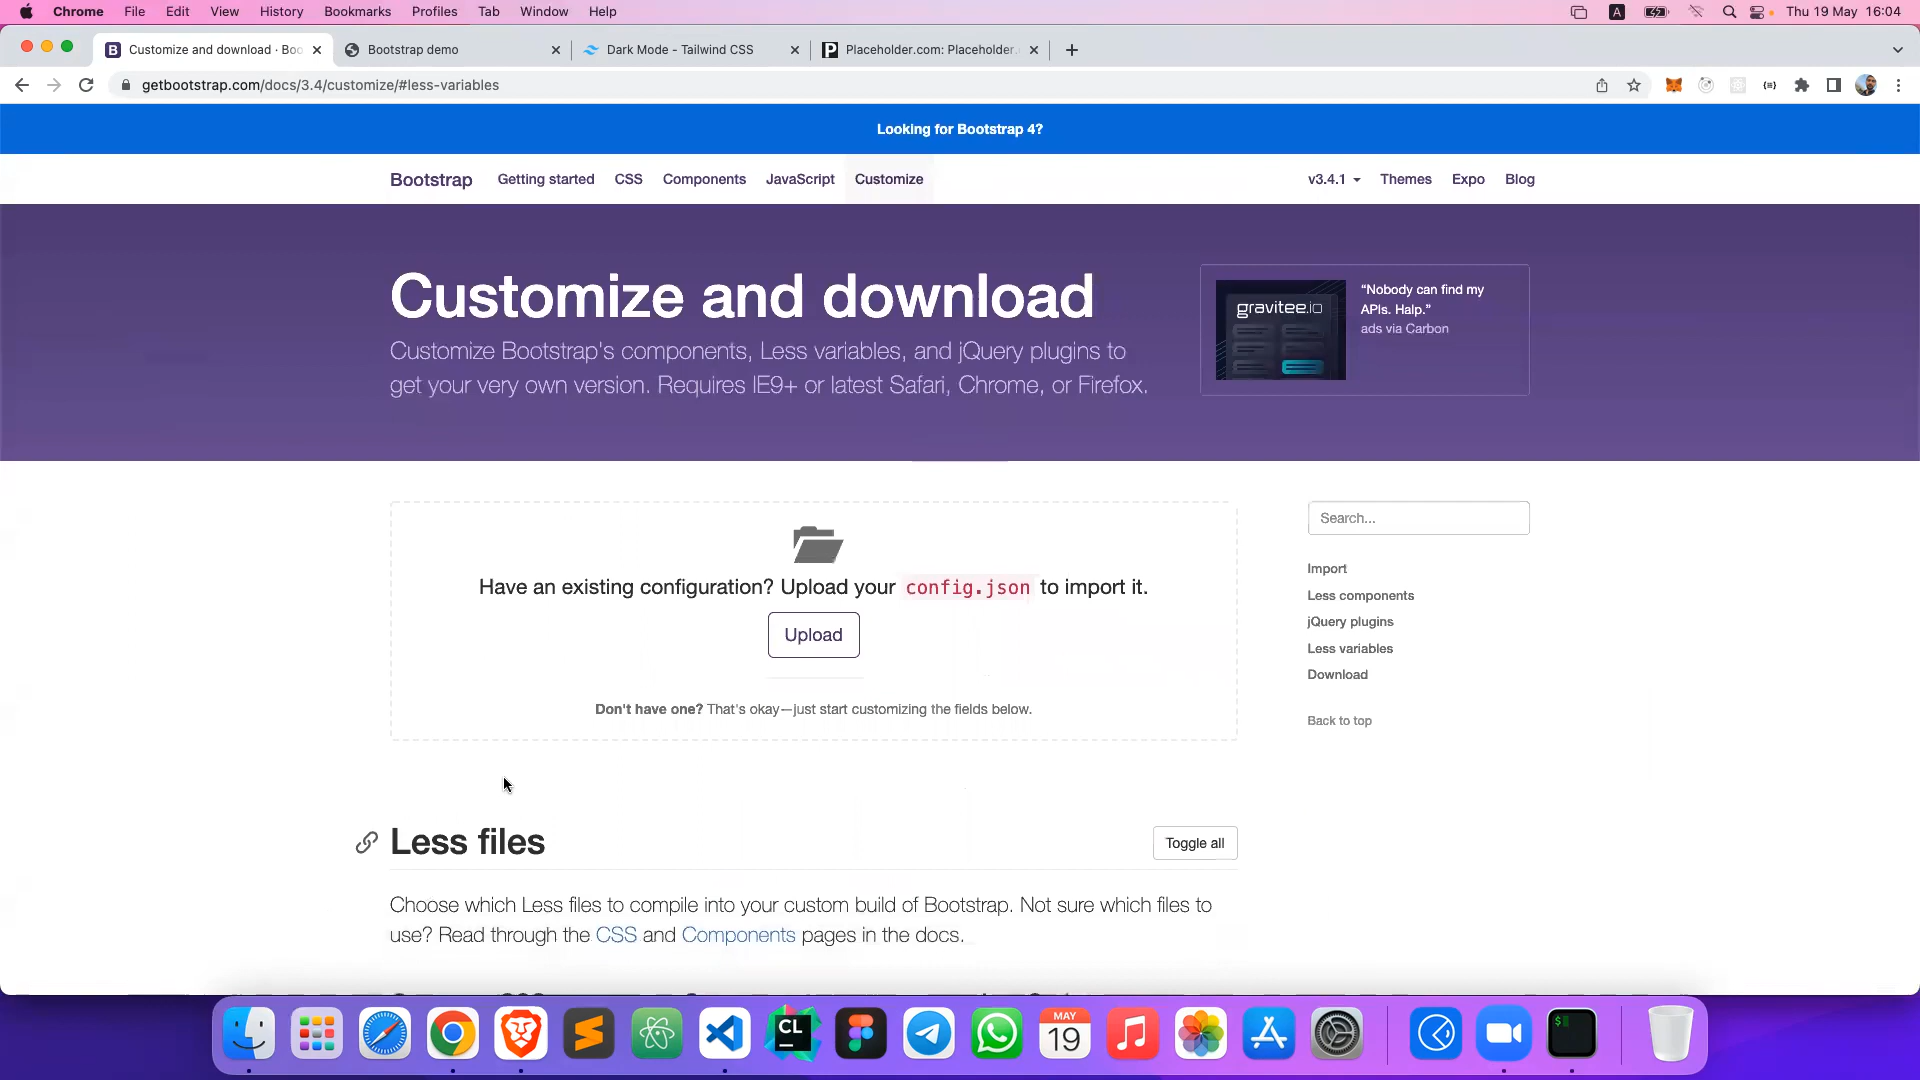 Chrome File Edit View History Bookmarks Profiles Tab Window Help A Thu 19 May 16:04
Customize and download · Boo Bootstrap demo Dark Mode - Tailwind CSS Placeholder.com: Placeholder.
getbootstrap.com/docs/3.4/customize/#less-variables
Looking for Bootstrap 4?
Bootstrap Getting started CSS Components JavaScript Customize v3.4.1 Themes Expo Blog
Customize and download
Customize Bootstrap's components, Less variables, and jQuery plugins to
get your very own version. Requires IE9+ or latest Safari, Chrome, or Firefox.
gravitee.io
“Nobody can find my
APIs. Halp.”
ads via Carbon
Have an existing configuration? Upload your config.json to import it.
Upload
Don't have one? That's okay—just start customizing the fields below.
Search...
Import
Less components
jQuery plugins
Less variables
Download
Back to top
Less files
Toggle all
Choose which Less files to compile into your custom build of Bootstrap. Not sure which files to
use? Read through the CSS and Components pages in the docs.
CL
MAY
19
$